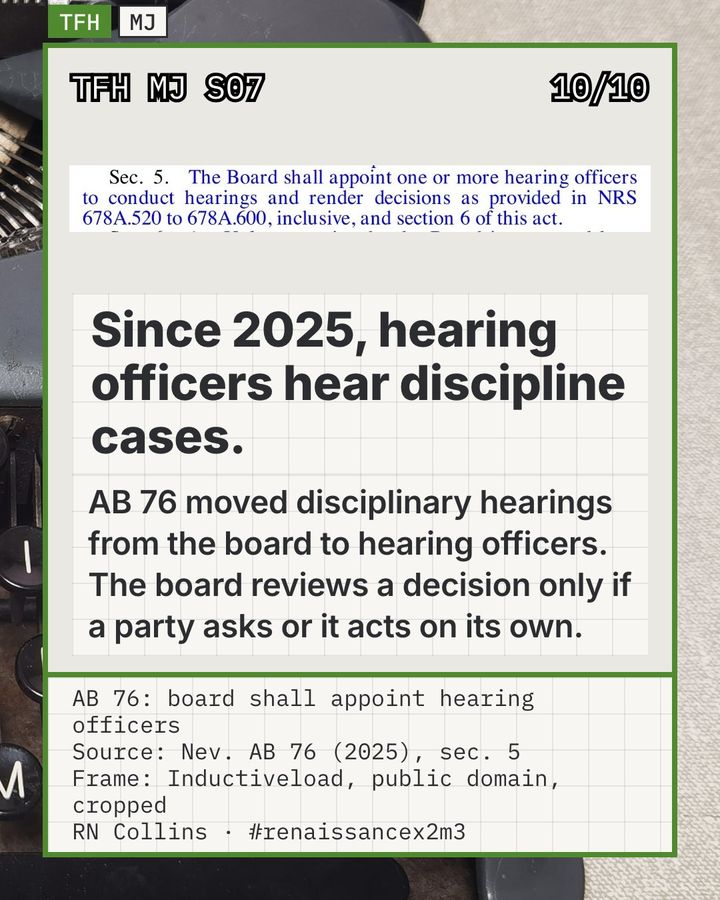 TFH MJ
TFH MJ S07 10/10
Sec. 5. The Board shall appoint one or more hearing officers
to conduct hearings and render decisions as provided in NRS
678A.520 to 678A.600, inclusive, and section 6 of this act.
Since 2025, hearing
officers hear discipline
cases.
AB 76 moved disciplinary hearings
from the board to hearing officers.
The board reviews a decision only if
a party asks or it acts on its own.
AB 76: board shall appoint hearing
officers
Source: Nev. AB 76 (2025), sec. 5
Frame: Inductiveload, public domain,
cropped
RN Collins · #renaissancex2m3
I
M